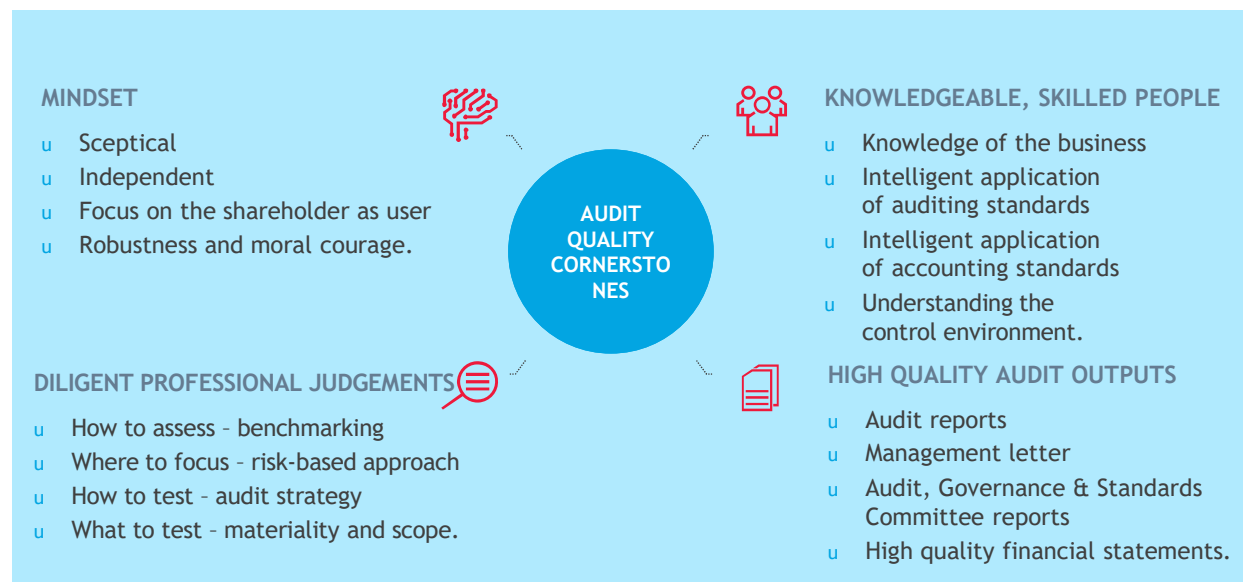 MINDSET
u Sceptical
u Independent
u Focus on the shareholder as user
u Robustness and moral courage.
KNOWLEDGEABLE, SKILLED PEOPLE
u Knowledge of the business
u Intelligent application
of auditing standards
u Intelligent application
of accounting standards
u Understanding the
control environment.
AUDIT
QUALITY
CORNERSTO
NES
DILIGENT PROFESSIONAL JUDGEMENTS
u How to assess – benchmarking
u Where to focus – risk-based approach
u How to test – audit strategy
u What to test – materiality and scope.
HIGH QUALITY AUDIT OUTPUTS
u Audit reports
u Management letter
u Audit, Governance & Standards
Committee reports
u High quality financial statements.